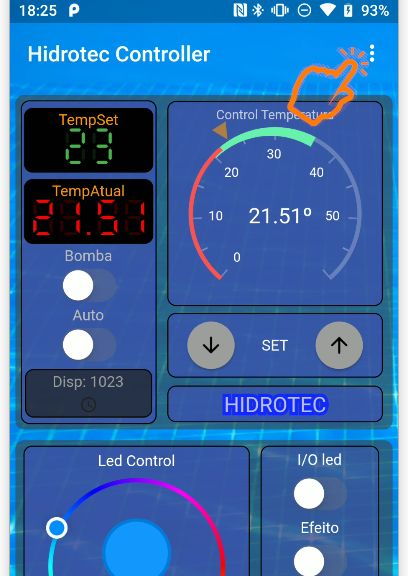 18:25 93%
Hidrotec Controller
TempSet
23
TempAtual
21.51
Bomba
Auto
Disp: 1023
Control Temperatura
0
10
20
30
40
50
21.51º
SET
HIDROTEC
Led Control
I/O led
Efeito